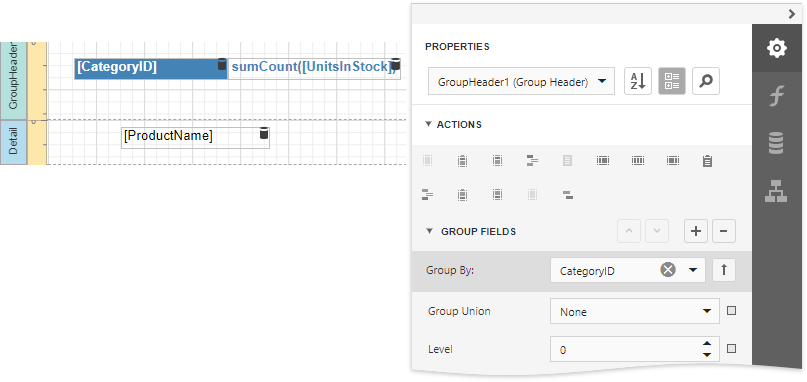 GroupHeader
[CategoryID]
sumCount([UnitsInStock])
Detail
[ProductName]
PROPERTIES
GroupHeader1 (Group Header)
A
Z
ACTIONS
GROUP FIELDS
Group By:
CategoryID
Group Union
None
Level
0